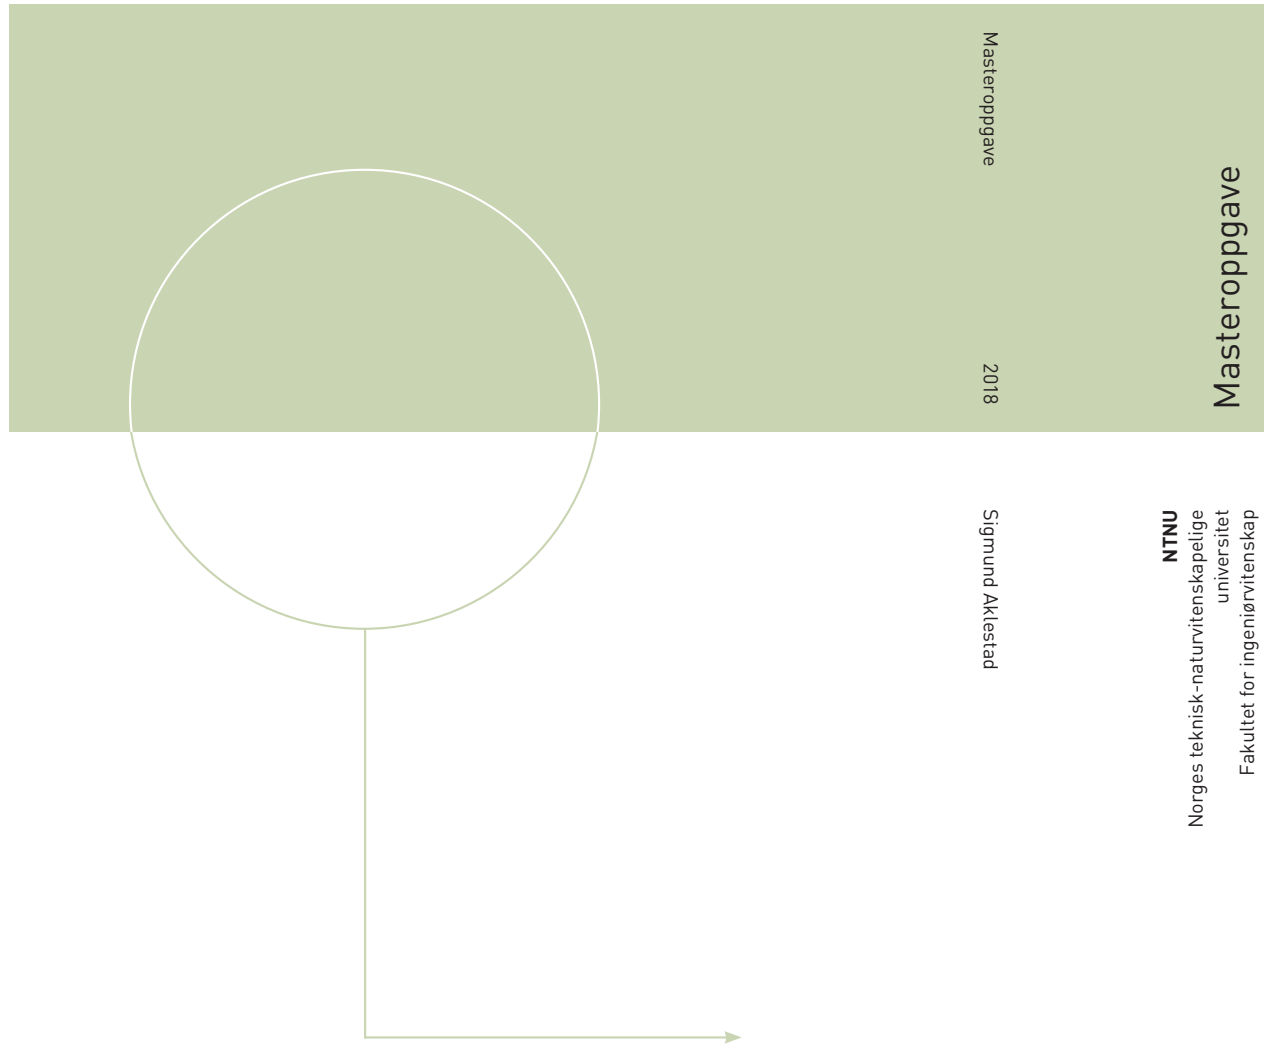 Masteroppgave
2018
Sigmund Aklestad
Masteroppgave
NTNU
Norges teknisk-naturvitenskapelige
universitet
Fakultet for ingeniørvitenskap